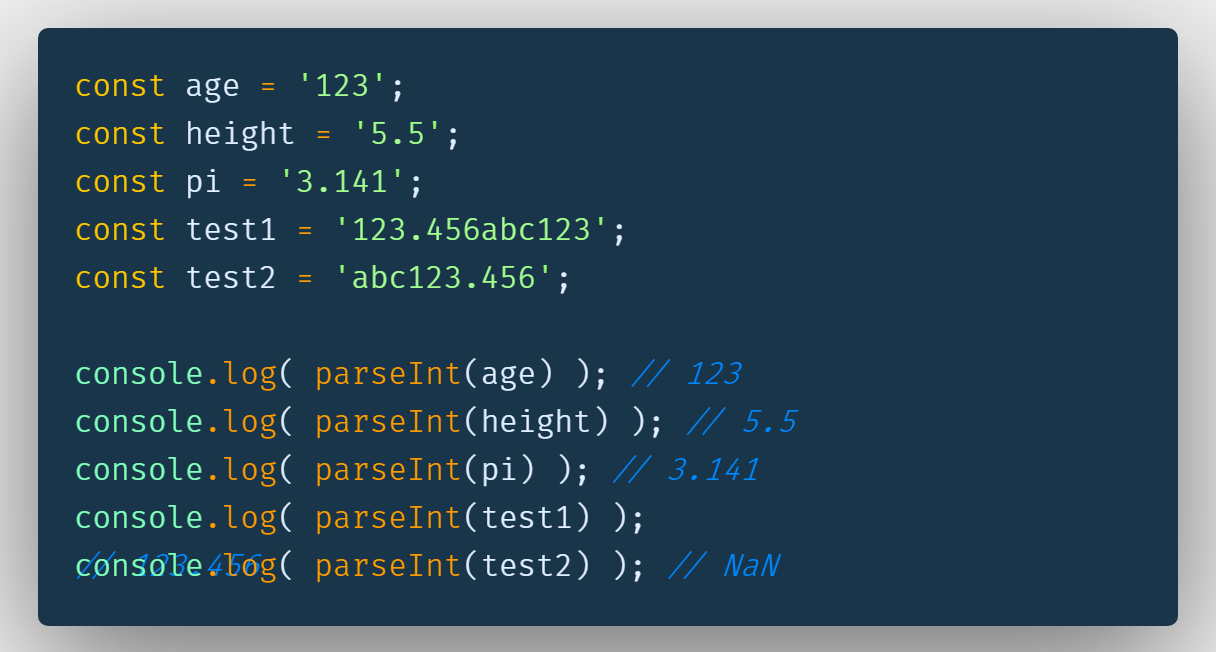 const age = '123';
const height = '5.5';
const pi = '3.141';
const test1 = '123.456abc123';
const test2 = 'abc123.456';
console.log( parseInt(age) ); // 123
console.log( parseInt(height) ); // 5.5
console.log( parseInt(pi) ); // 3.141
console.log( parseInt(test1) );
// 123.456
console.log( parseInt(test2) ); // NaN